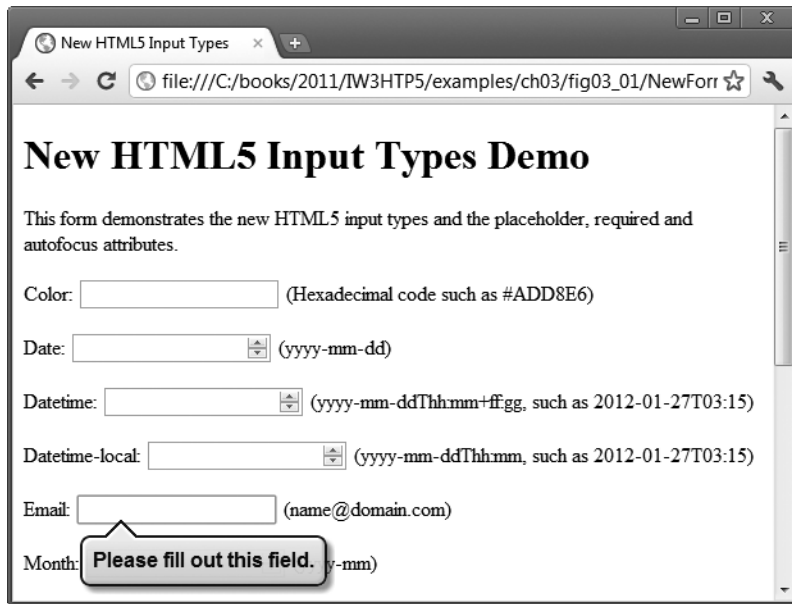 New HTML5 Input Types
file:///C:/books/2011/IW3HTP5/examples/ch03/fig03_01/NewForr
New HTML5 Input Types Demo
This form demonstrates the new HTML5 input types and the placeholder, required and
autofocus attributes.
Color: (Hexadecimal code such as #ADD8E6)
Date: (yyyy-mm-dd)
Datetime: (yyyy-mm-ddThh:mm+ff:gg, such as 2012-01-27T03:15)
Datetime-local: (yyyy-mm-ddThh:mm, such as 2012-01-27T03:15)
Email: (name@domain.com)
Please fill out this field.
Month: y-mm)